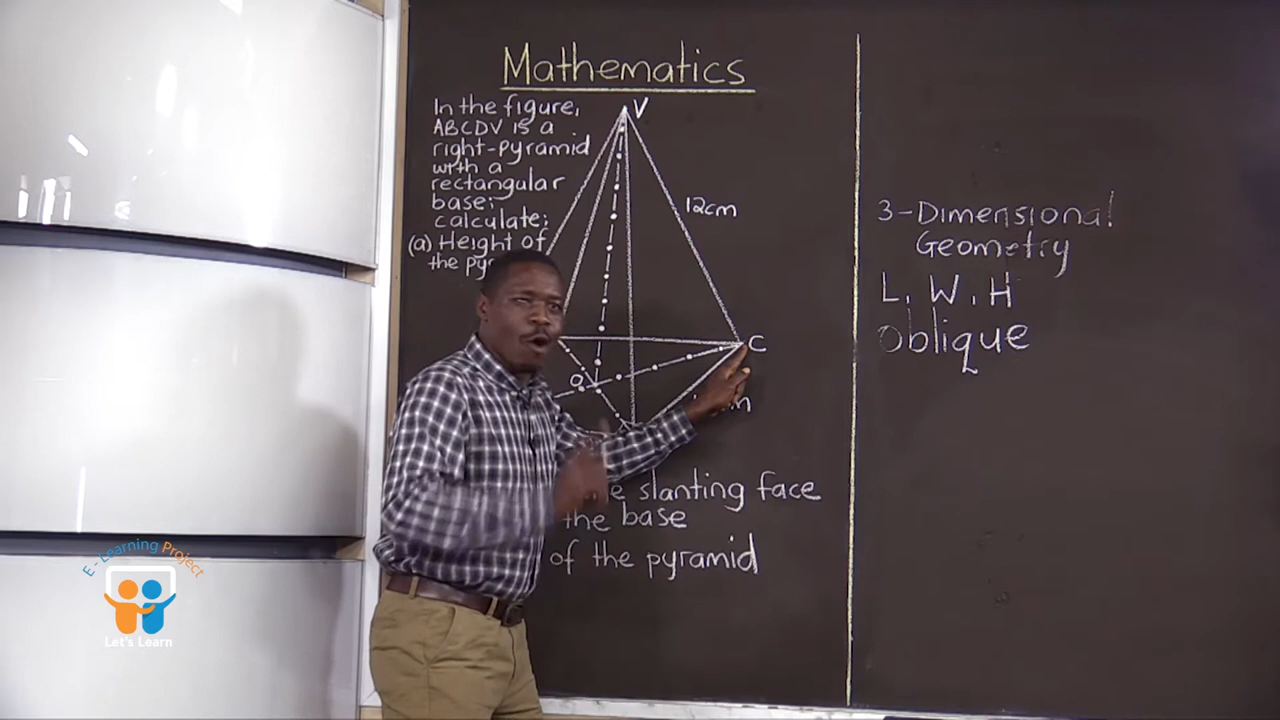 Mathematics
In the figure,
ABCDV is a
right-pyramid
with a
rectangular
base:
calculate:
(a) Height of
the
V
12cm
C
O
slanting face
the base
of the pyramid
3-Dimensional
Geometry
L, W, H
Oblique
E-Learning Project
Let's Learn